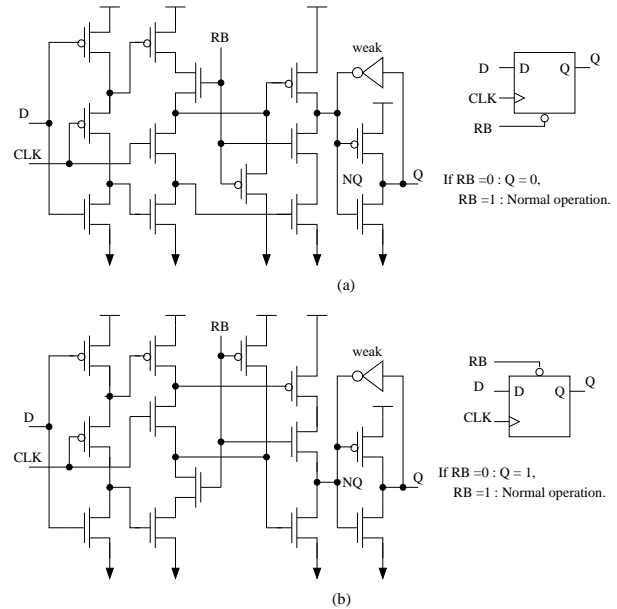 RB
weak
D
CLK
NQ
Q
D
D
Q
Q
CLK
RB
If RB =0 : Q = 0,
RB =1 : Normal operation.
(a)
RB
weak
D
CLK
NQ
Q
RB
D
D
Q
Q
CLK
If RB =0 : Q = 1,
RB =1 : Normal operation.
(b)